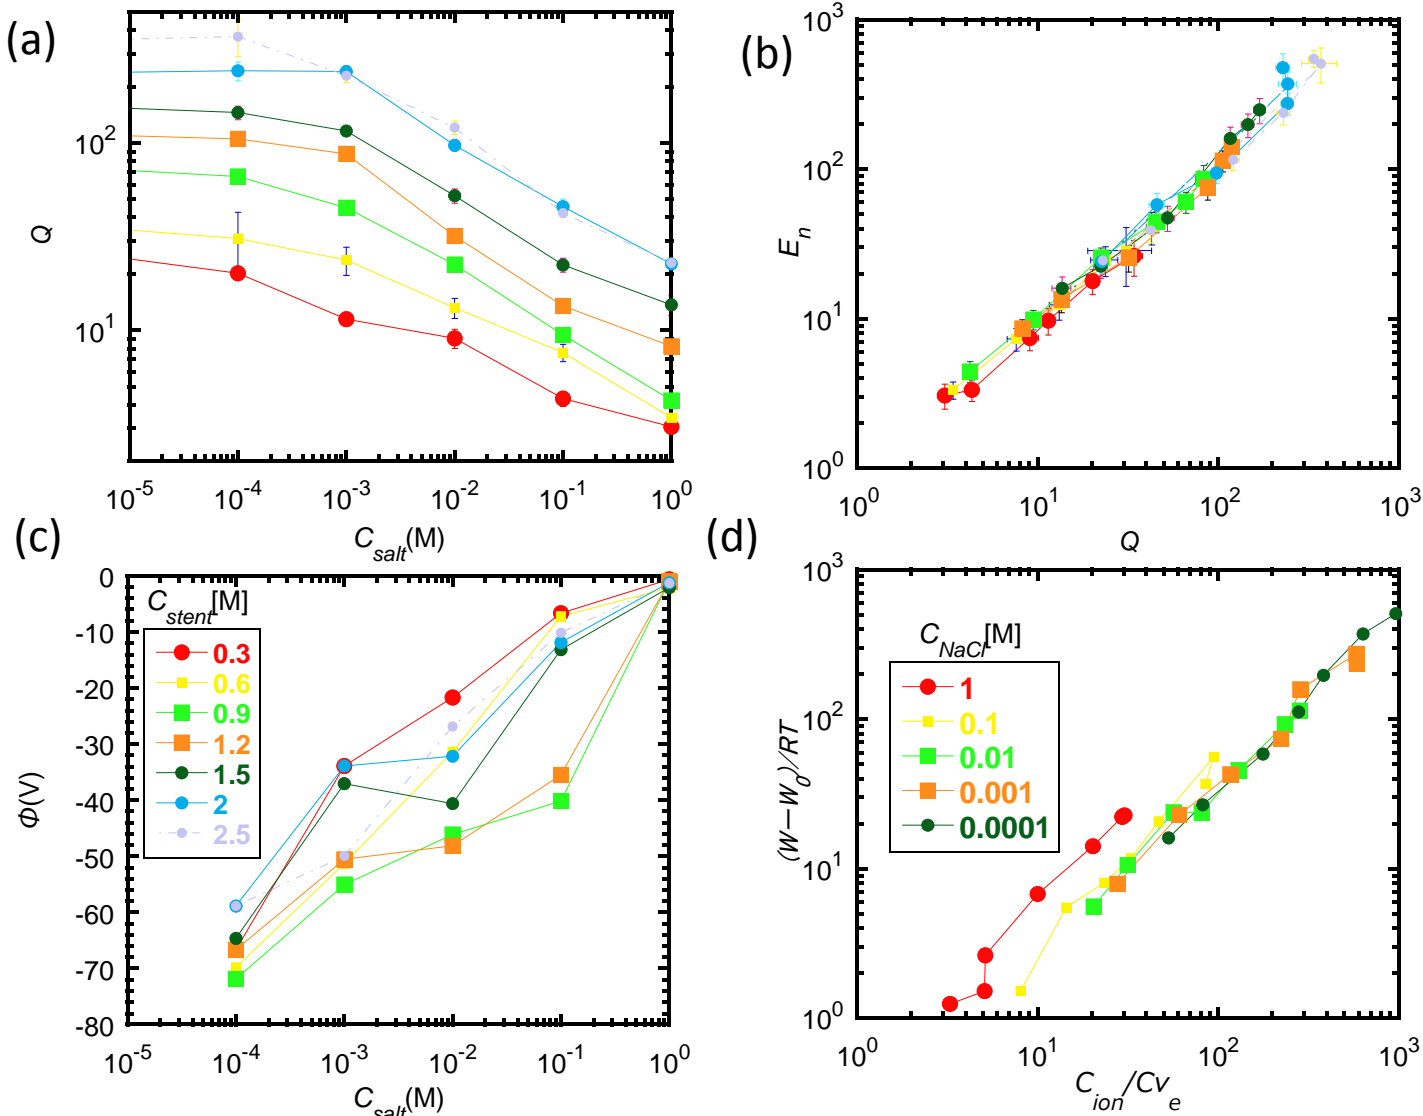 (a)
Q
10^2
10^1
10^-5 10^-4 10^-3 10^-2 10^-1 10^0
C_salt(M)
(b)
E_n
10^3
10^2
10^1
10^0
10^0 10^1 10^2 10^3
Q
(c)
Φ(V)
0
-10
-20
-30
-40
-50
-60
-70
-80
C_stent[M]
0.3
0.6
0.9
1.2
1.5
2
2.5
10^-5 10^-4 10^-3 10^-2 10^-1 10^0
C_salt(M)
(d)
(W−W_0)/RT
10^3
10^2
10^1
10^0
C_NaCl[M]
1
0.1
0.01
0.001
0.0001
10^0 10^1 10^2 10^3
C_ion/Cv_e